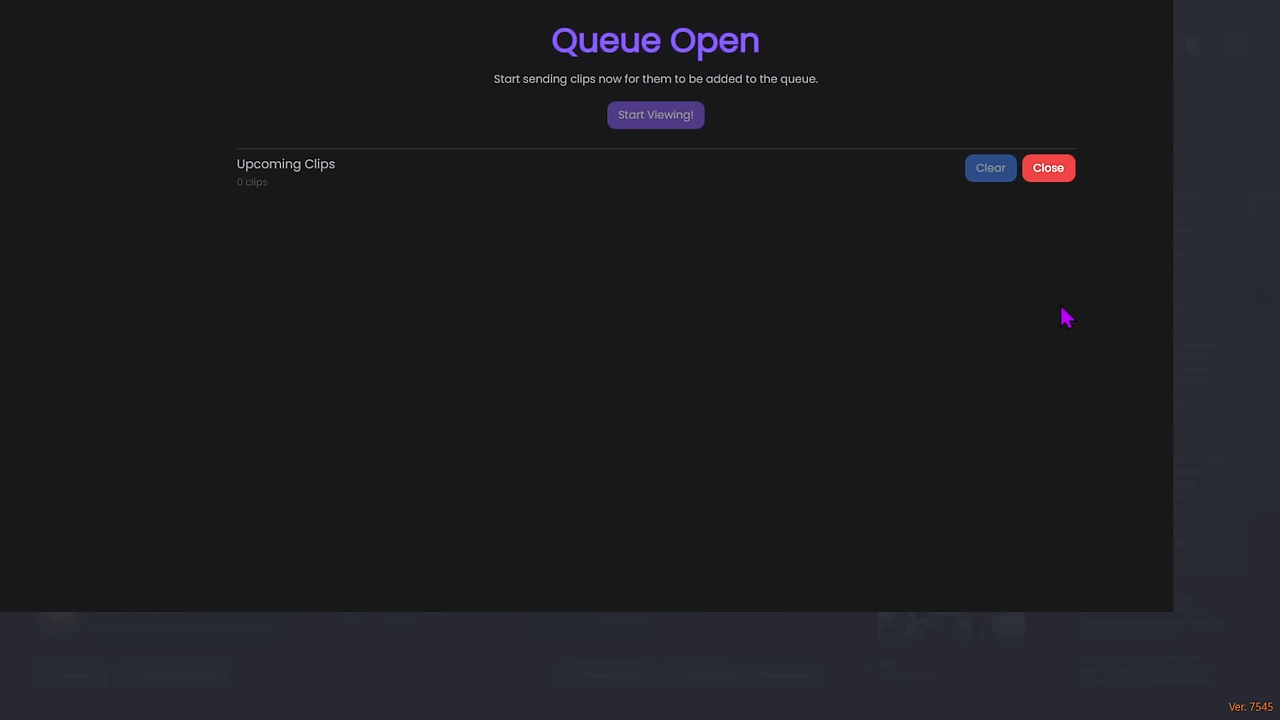 Queue Open
Start sending clips now for them to be added to the queue.
Start Viewing!
Upcoming Clips
0 clips
Clear
Close
Ver. 7545